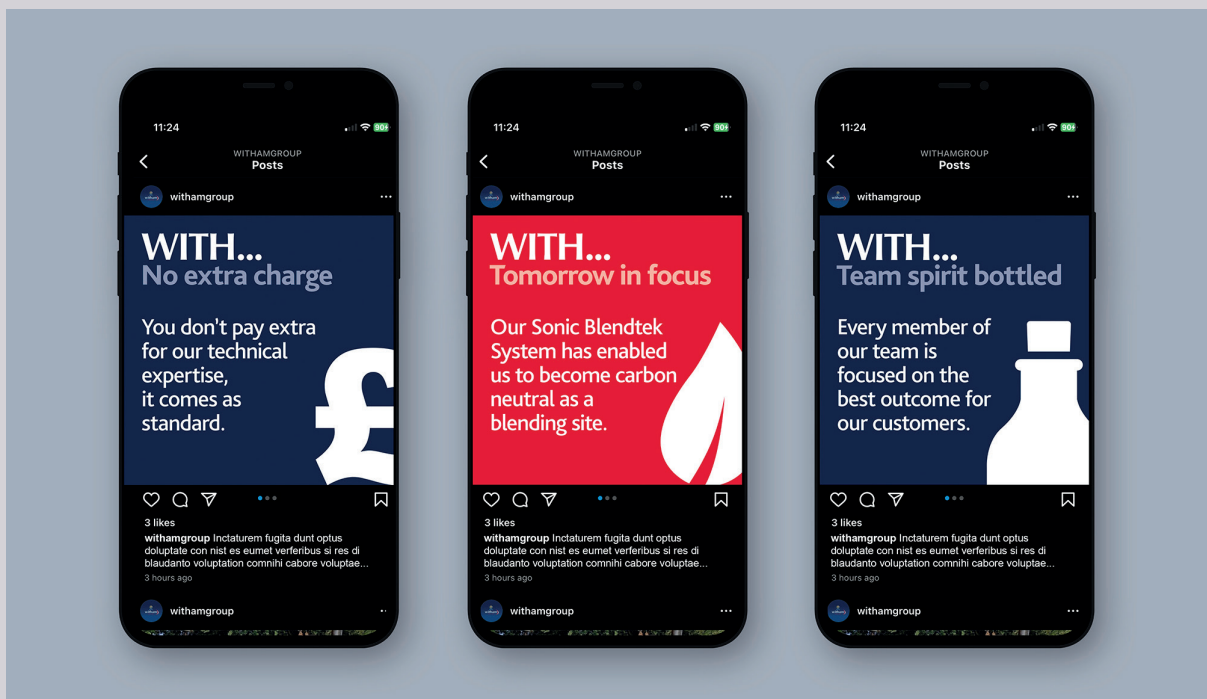 11:24
90+
WITHAMGROUP
Posts
withamgroup
WITH...
No extra charge
You don't pay extra
for our technical
expertise,
it comes as
standard.
3 likes
withamgroup Inctaturem fugita dunt optus
doluptate con nist es eumet verferibus si res di
blaudanto voluptation comnihi cabore voluptae...
3 hours ago
withamgroup
11:24
90+
WITHAMGROUP
Posts
withamgroup
WITH...
Tomorrow in focus
Our Sonic Blendtek
System has enabled
us to become carbon
neutral as a
blending site.
3 likes
withamgroup Inctaturem fugita dunt optus
doluptate con nist es eumet verferibus si res di
blaudanto voluptation comnihi cabore voluptae...
3 hours ago
withamgroup
11:24
90+
WITHAMGROUP
Posts
withamgroup
WITH...
Team spirit bottled
Every member of
our team is
focused on the
best outcome for
our customers.
3 likes
withamgroup Inctaturem fugita dunt optus
doluptate con nist es eumet verferibus si res di
blaudanto voluptation comnihi cabore voluptae...
3 hours ago
withamgroup